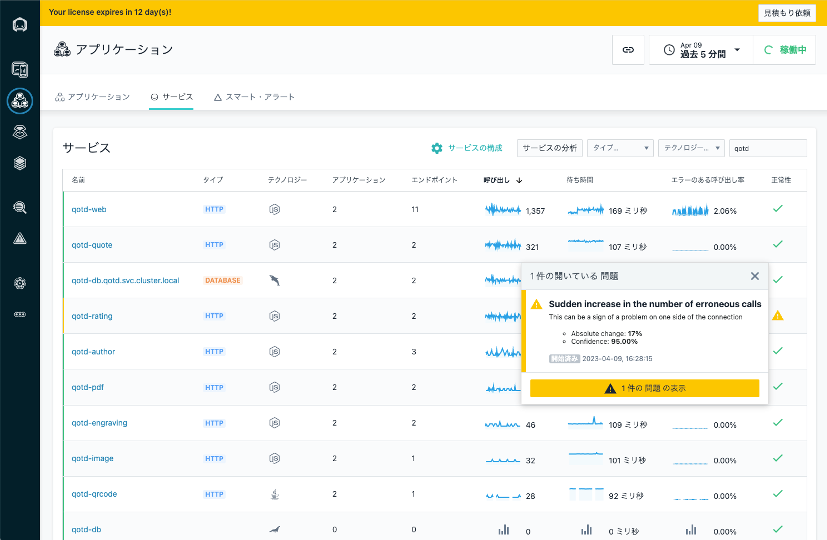 Your license expires in 12 day(s)!
見積もり依頼
アプリケーション
Apr 09
過去 5 分間
稼働中
アプリケーション サービス スマート・アラート
サービス
サービスの構成 サービスの分析 タイプ... テクノロジー... qotd
名前 タイプ テクノロジー アプリケーション エンドポイント 呼び出し ↓ 待ち時間 エラーのある呼び出し率 正常性
qotd-web HTTP 2 11 1,357 169 ミリ秒 2.06%
qotd-quote HTTP 2 2 321 107 ミリ秒 0.00%
qotd-db.qotd.svc.cluster.local DATABASE 2 2
qotd-rating HTTP 2 2
qotd-author HTTP 2 3
qotd-pdf HTTP 2 2
1 件の開いている 問題
Sudden increase in the number of erroneous calls
This can be a sign of a problem on one side of the connection
Absolute change: 17%
Confidence: 95.00%
開始済み 2023-04-09, 16:28:15
1 件の 問題 の表示
qotd-engraving HTTP 2 2 46 109 ミリ秒 0.00%
qotd-image HTTP 2 1 32 101 ミリ秒 0.00%
qotd-qrcode HTTP 2 1 28 92 ミリ秒 0.00%
qotd-db 0 0 0 0 ミリ秒 0.00%